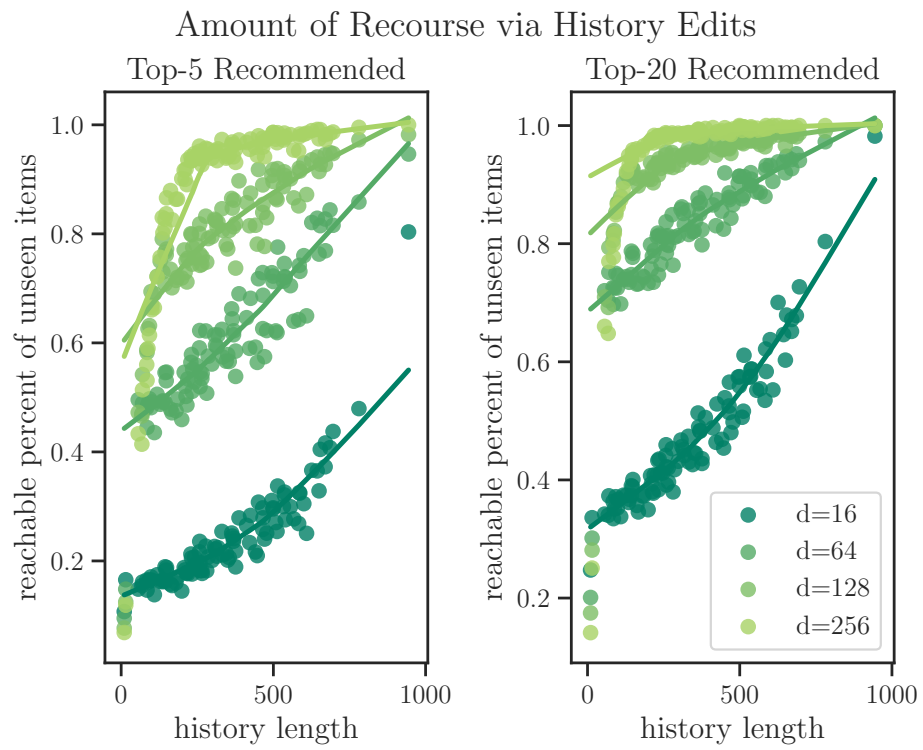 Amount of Recourse via History Edits
Top-5 Recommended
Top-20 Recommended
reachable percent of unseen items
1.0
0.8
0.6
0.4
0.2
0
500
1000
history length
reachable percent of unseen items
1.0
0.8
0.6
0.4
0.2
0
500
1000
history length
d=16
d=64
d=128
d=256